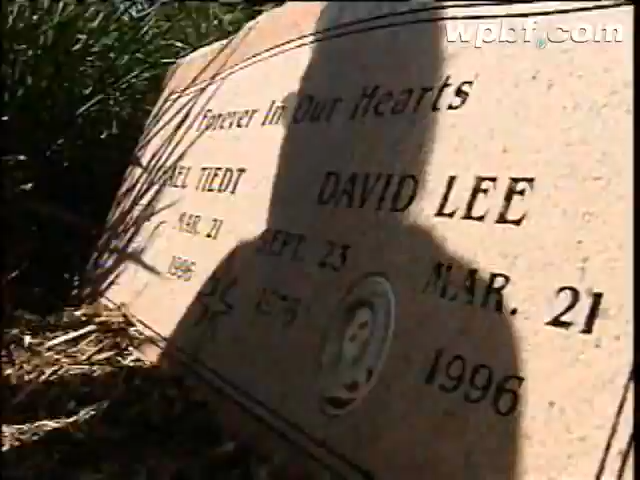 wpbf.com
Forever In Our Hearts
TIEDT
DAVID LEE
MAR. 21
1996
SEPT. 23
MAR. 21
1996